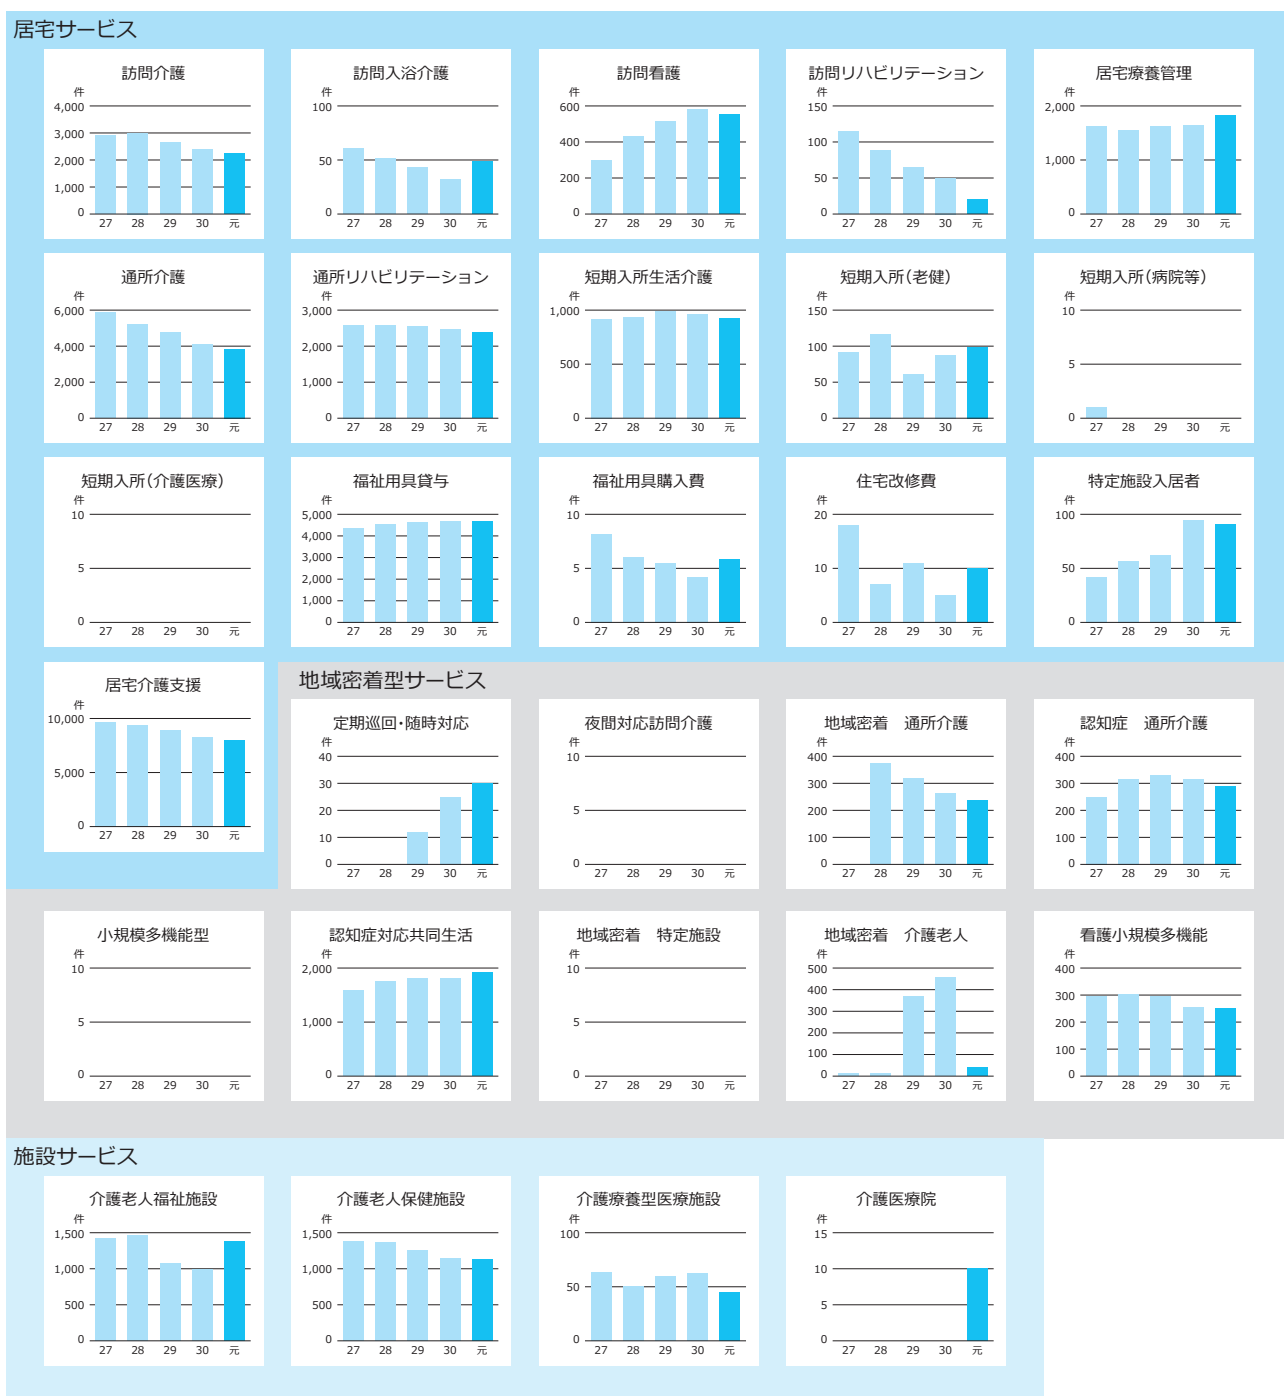 居宅サービス
訪問介護
件
4,000
3,000
2,000
1,000
0
27 28 29 30 元
訪問入浴介護
件
100
50
0
27 28 29 30 元
訪問看護
件
600
400
200
0
27 28 29 30 元
訪問リハビリテーション
件
150
100
50
0
27 28 29 30 元
居宅療養管理
件
2,000
1,000
0
27 28 29 30 元
通所介護
件
6,000
4,000
2,000
0
27 28 29 30 元
通所リハビリテーション
件
3,000
2,000
1,000
0
27 28 29 30 元
短期入所生活介護
件
1,000
500
0
27 28 29 30 元
短期入所(老健)
件
150
100
50
0
27 28 29 30 元
短期入所(病院等)
件
10
5
0
27 28 29 30 元
短期入所(介護医療)
件
10
5
0
27 28 29 30 元
福祉用具貸与
件
5,000
4,000
3,000
2,000
1,000
0
27 28 29 30 元
福祉用具購入費
件
10
5
0
27 28 29 30 元
住宅改修費
件
20
10
0
27 28 29 30 元
特定施設入居者
件
100
50
0
27 28 29 30 元
居宅介護支援
件
10,000
5,000
0
27 28 29 30 元
地域密着型サービス
定期巡回・随時対応
件
40
30
20
10
0
27 28 29 30 元
夜間対応訪問介護
件
10
5
0
27 28 29 30 元
地域密着　通所介護
件
400
300
200
100
0
27 28 29 30 元
認知症　通所介護
件
400
300
200
100
0
27 28 29 30 元
小規模多機能型
件
10
5
0
27 28 29 30 元
認知症対応共同生活
件
2,000
1,000
0
27 28 29 30 元
地域密着　特定施設
件
10
5
0
27 28 29 30 元
地域密着　介護老人
件
500
400
300
200
100
0
27 28 29 30 元
看護小規模多機能
件
400
300
200
100
0
27 28 29 30 元
施設サービス
介護老人福祉施設
件
1,500
1,000
500
0
27 28 29 30 元
介護老人保健施設
件
1,500
1,000
500
0
27 28 29 30 元
介護療養型医療施設
件
100
50
0
27 28 29 30 元
介護医療院
件
15
10
5
0
27 28 29 30 元